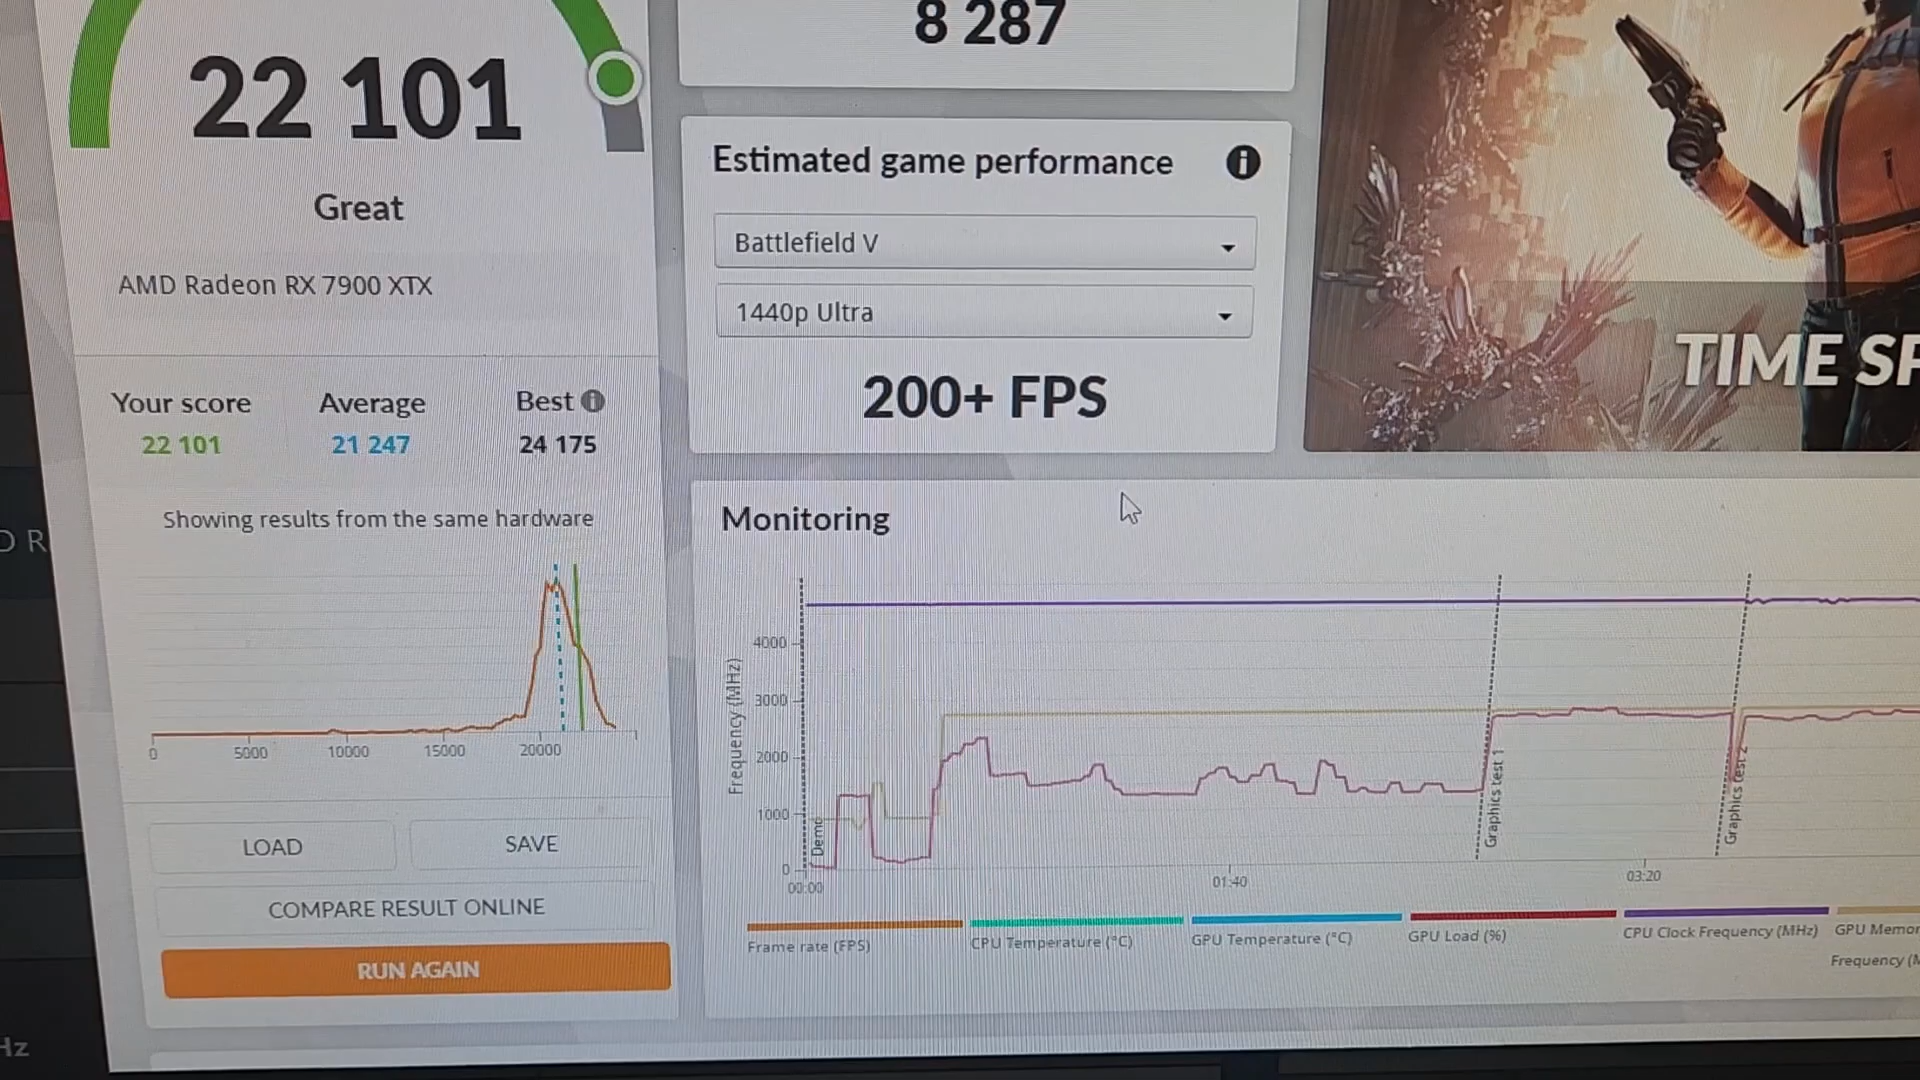 22 101
Great
AMD Radeon RX 7900 XTX
Your score
Average
Best
22 101
21 247
24 175
Showing results from the same hardware
0
5000
10000
15000
20000
LOAD
SAVE
COMPARE RESULT ONLINE
RUN AGAIN
8 287
Estimated game performance
Battlefield V
1440p Ultra
200+ FPS
TIME SP
Monitoring
Frequency (MHz)
4000
3000
2000
1000
0
Demo
Graphics test 1
Graphics test 2
00:00
01:40
03:20
Frame rate (FPS)
CPU Temperature (°C)
GPU Temperature (°C)
GPU Load (%)
CPU Clock Frequency (MHz)
GPU Memor
Frequency (M
D R
Hz